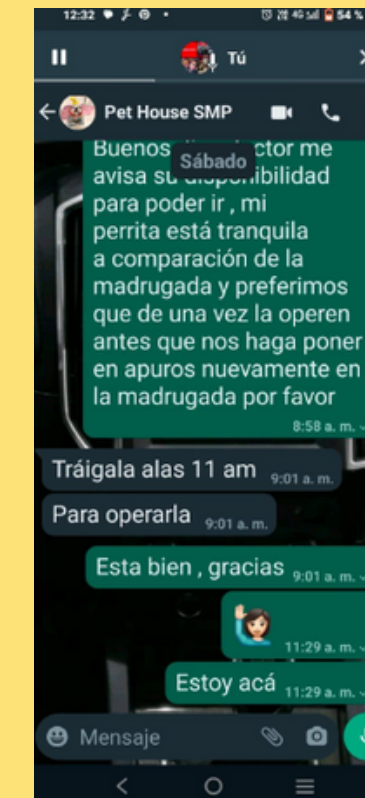 12:32
4G 54 %
Tú
Pet House SMP
Buenos ctor me
Sábado
avisa su disponibilidad
para poder ir , mi
perrita está tranquila
a comparación de la
madrugada y preferimos
que de una vez la operen
antes que nos haga poner
en apuros nuevamente en
la madrugada por favor
8:58 a. m.
Tráigala alas 11 am 9:01 a. m.
Para operarla 9:01 a. m.
Esta bien , gracias 9:01 a. m.
🙋🏻‍♀️
11:29 a. m.
Estoy acá 11:29 a. m.
Mensaje